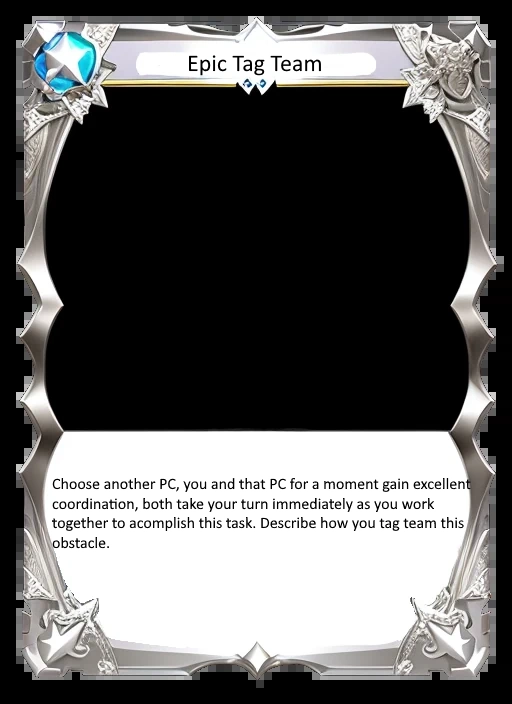 Epic Tag Team
Choose another PC, you and that PC for a moment gain excellent
coordination, both take your turn immediately as you work
together to acomplish this task. Describe how you tag team this
obstacle.